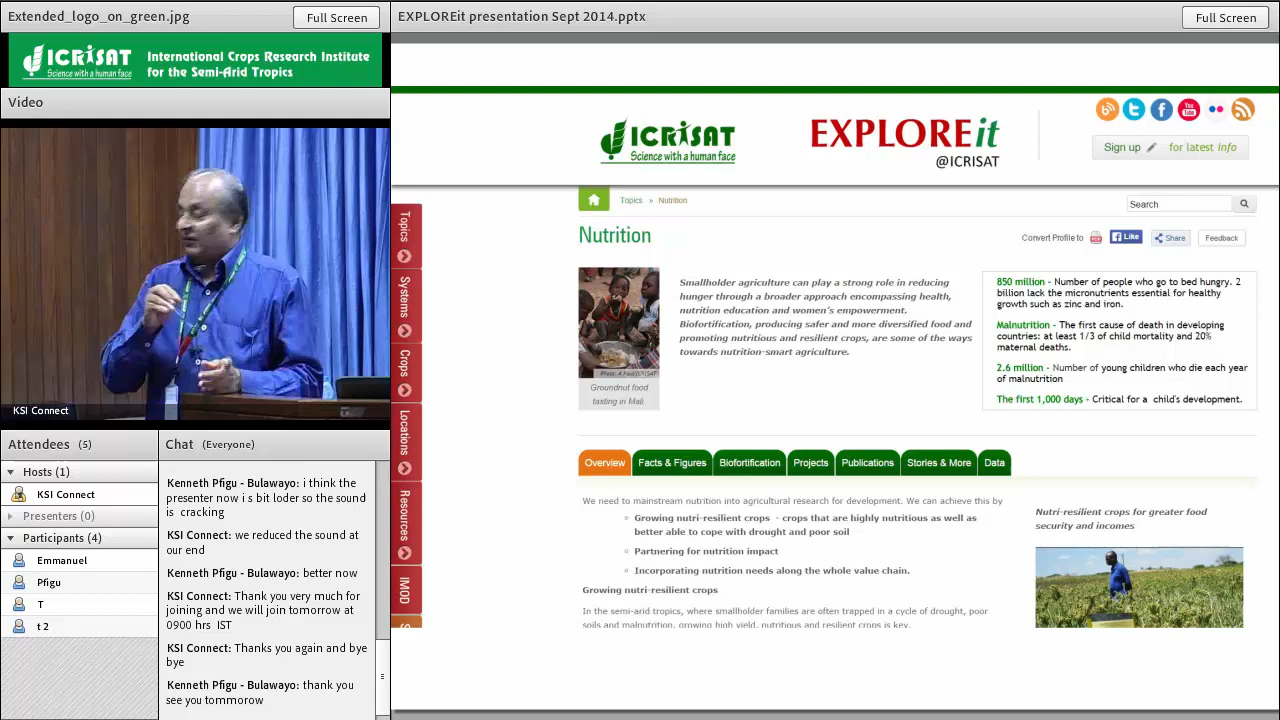 Extended_logo_on_green.jpg
Full Screen
ICRISAT
Science with a human face
International Crops Research Institute
for the Semi-Arid Tropics
Video
KSI Connect
Attendees (5)
Hosts (1)
KSI Connect
Presenters (0)
Participants (4)
Emmanuel
Pfigu
T
t 2
Chat (Everyone)
Kenneth Pfigu - Bulawayo: i think the
presenter now i s bit loder so the sound
is cracking
KSI Connect: we reduced the sound at
our end
Kenneth Pfigu - Bulawayo: better now
KSI Connect: Thank you very much for
joining and we will join tomorrow at
0900 hrs IST
KSI Connect: Thanks you again and bye
bye
Kenneth Pfigu - Bulawayo: thank you
see you tommorow
EXPLOREit presentation Sept 2014.pptx
Full Screen
ICRISAT
Science with a human face
EXPLOREit
@ICRISAT
You
Tube
Sign up for latest info
Topics » Nutrition
Search
Nutrition
Convert Profile to
Like
Share
Feedback
Topics
Systems
Crops
Locations
Resources
IMOD
Photo: A Paul/ICRISAT
Groundnut food
tasting in Mali
Smallholder agriculture can play a strong role in reducing
hunger through a broader approach encompassing health,
nutrition education and women's empowerment.
Biofortification, producing safer and more diversified food and
promoting nutritious and resilient crops, are some of the ways
towards nutrition-smart agriculture.
850 million - Number of people who go to bed hungry. 2
billion lack the micronutrients essential for healthy
growth such as zinc and iron.
Malnutrition - The first cause of death in developing
countries: at least 1/3 of child mortality and 20%
maternal deaths.
2.6 million - Number of young children who die each year
of malnutrition
The first 1,000 days - Critical for a child's development.
Overview
Facts & Figures
Biofortification
Projects
Publications
Stories & More
Data
We need to mainstream nutrition into agricultural research for development. We can achieve this by
Growing nutri-resilient crops - crops that are highly nutritious as well as
better able to cope with drought and poor soil
Partnering for nutrition impact
Incorporating nutrition needs along the whole value chain.
Growing nutri-resilient crops
In the semi-arid tropics, where smallholder families are often trapped in a cycle of drought, poor
soils and malnutrition, growing high yield, nutritious and resilient crops is key.
Nutri-resilient crops for greater food
security and incomes